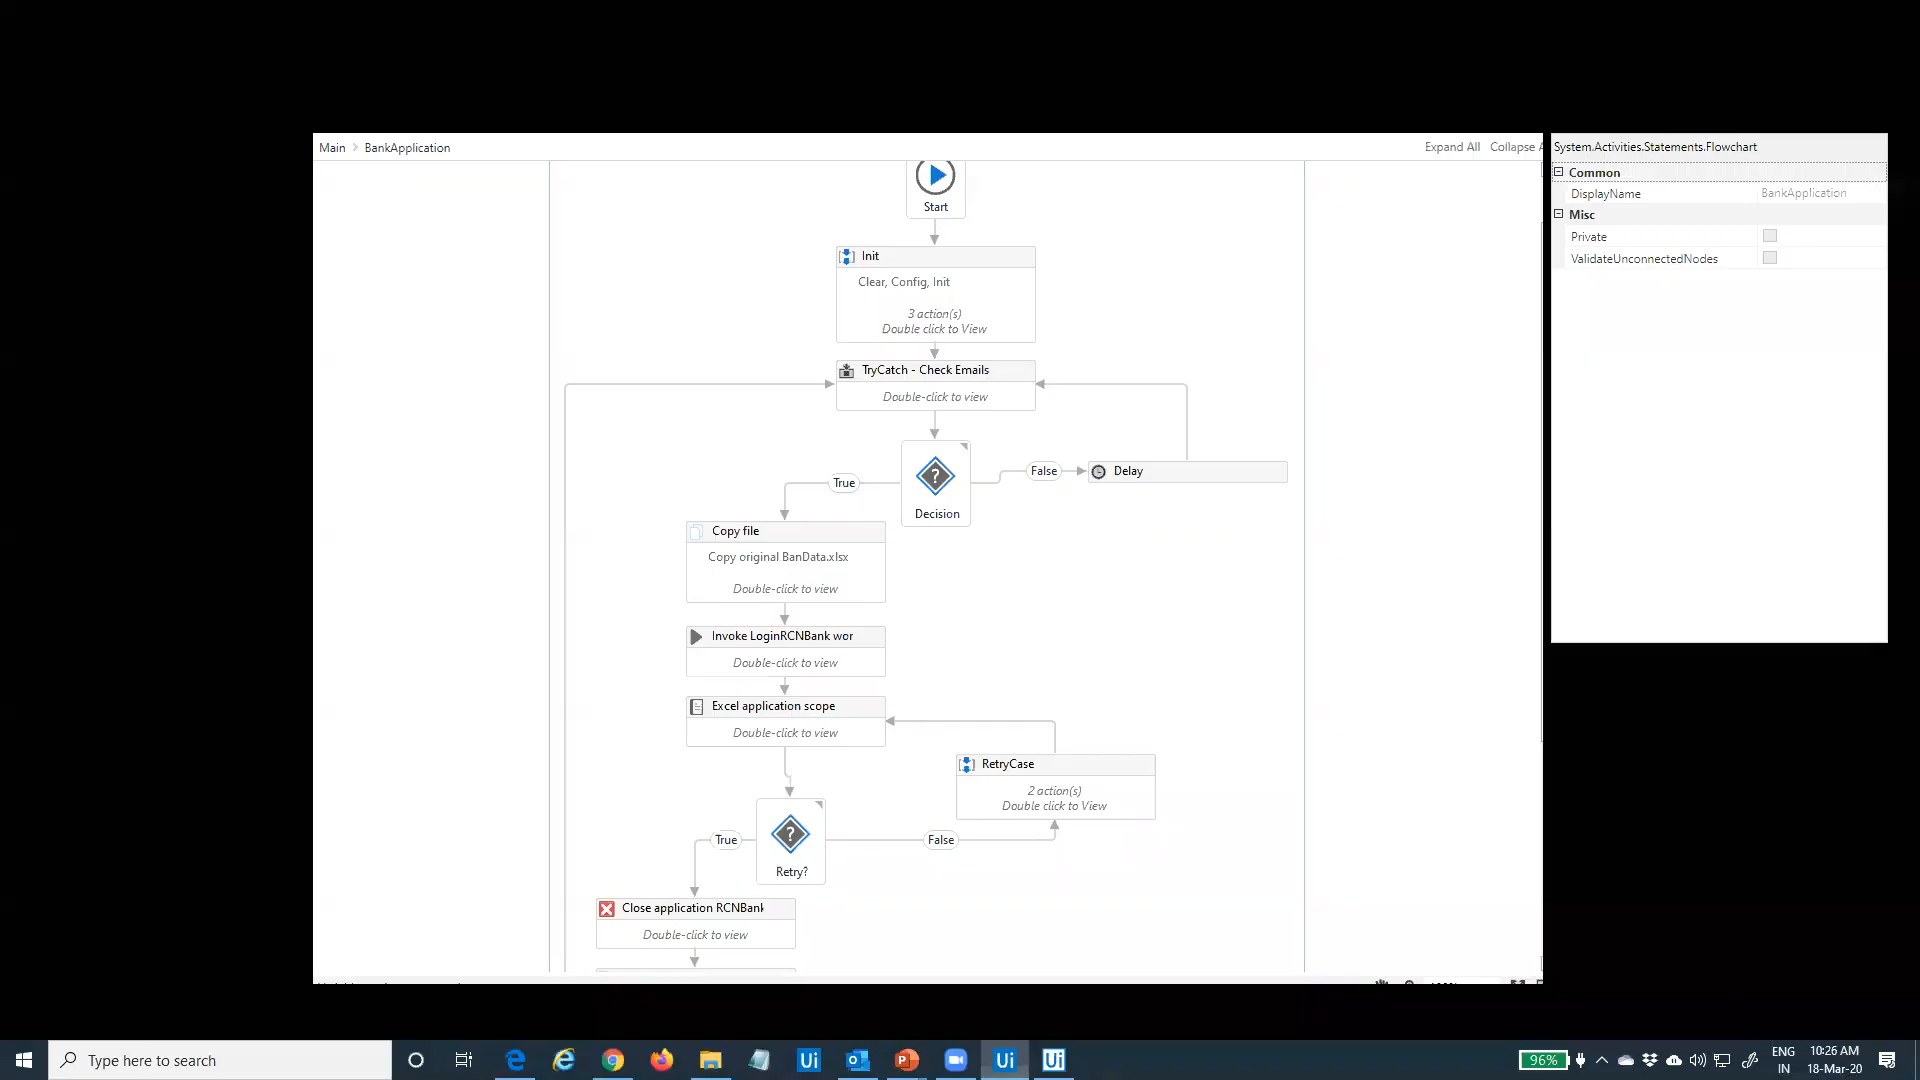 Main
BankApplication
Expand All
Collapse A
Start
Init
Clear, Config, Init
3 action(s)
Double click to View
TryCatch - Check Emails
Double-click to view
True
Decision
False
Delay
Copy file
Copy original BanData.xlsx
Double-click to view
Invoke LoginRCNBank wor
Double-click to view
Excel application scope
Double-click to view
RetryCase
2 action(s)
Double click to View
True
Retry?
False
Close application RCNBank
Double-click to view
System.Activities.Statements.Flowchart
Common
DisplayName
BankApplication
Misc
Private
ValidateUnconnectedNodes
Type here to search
96%
ENG
IN
10:26 AM
18-Mar-20